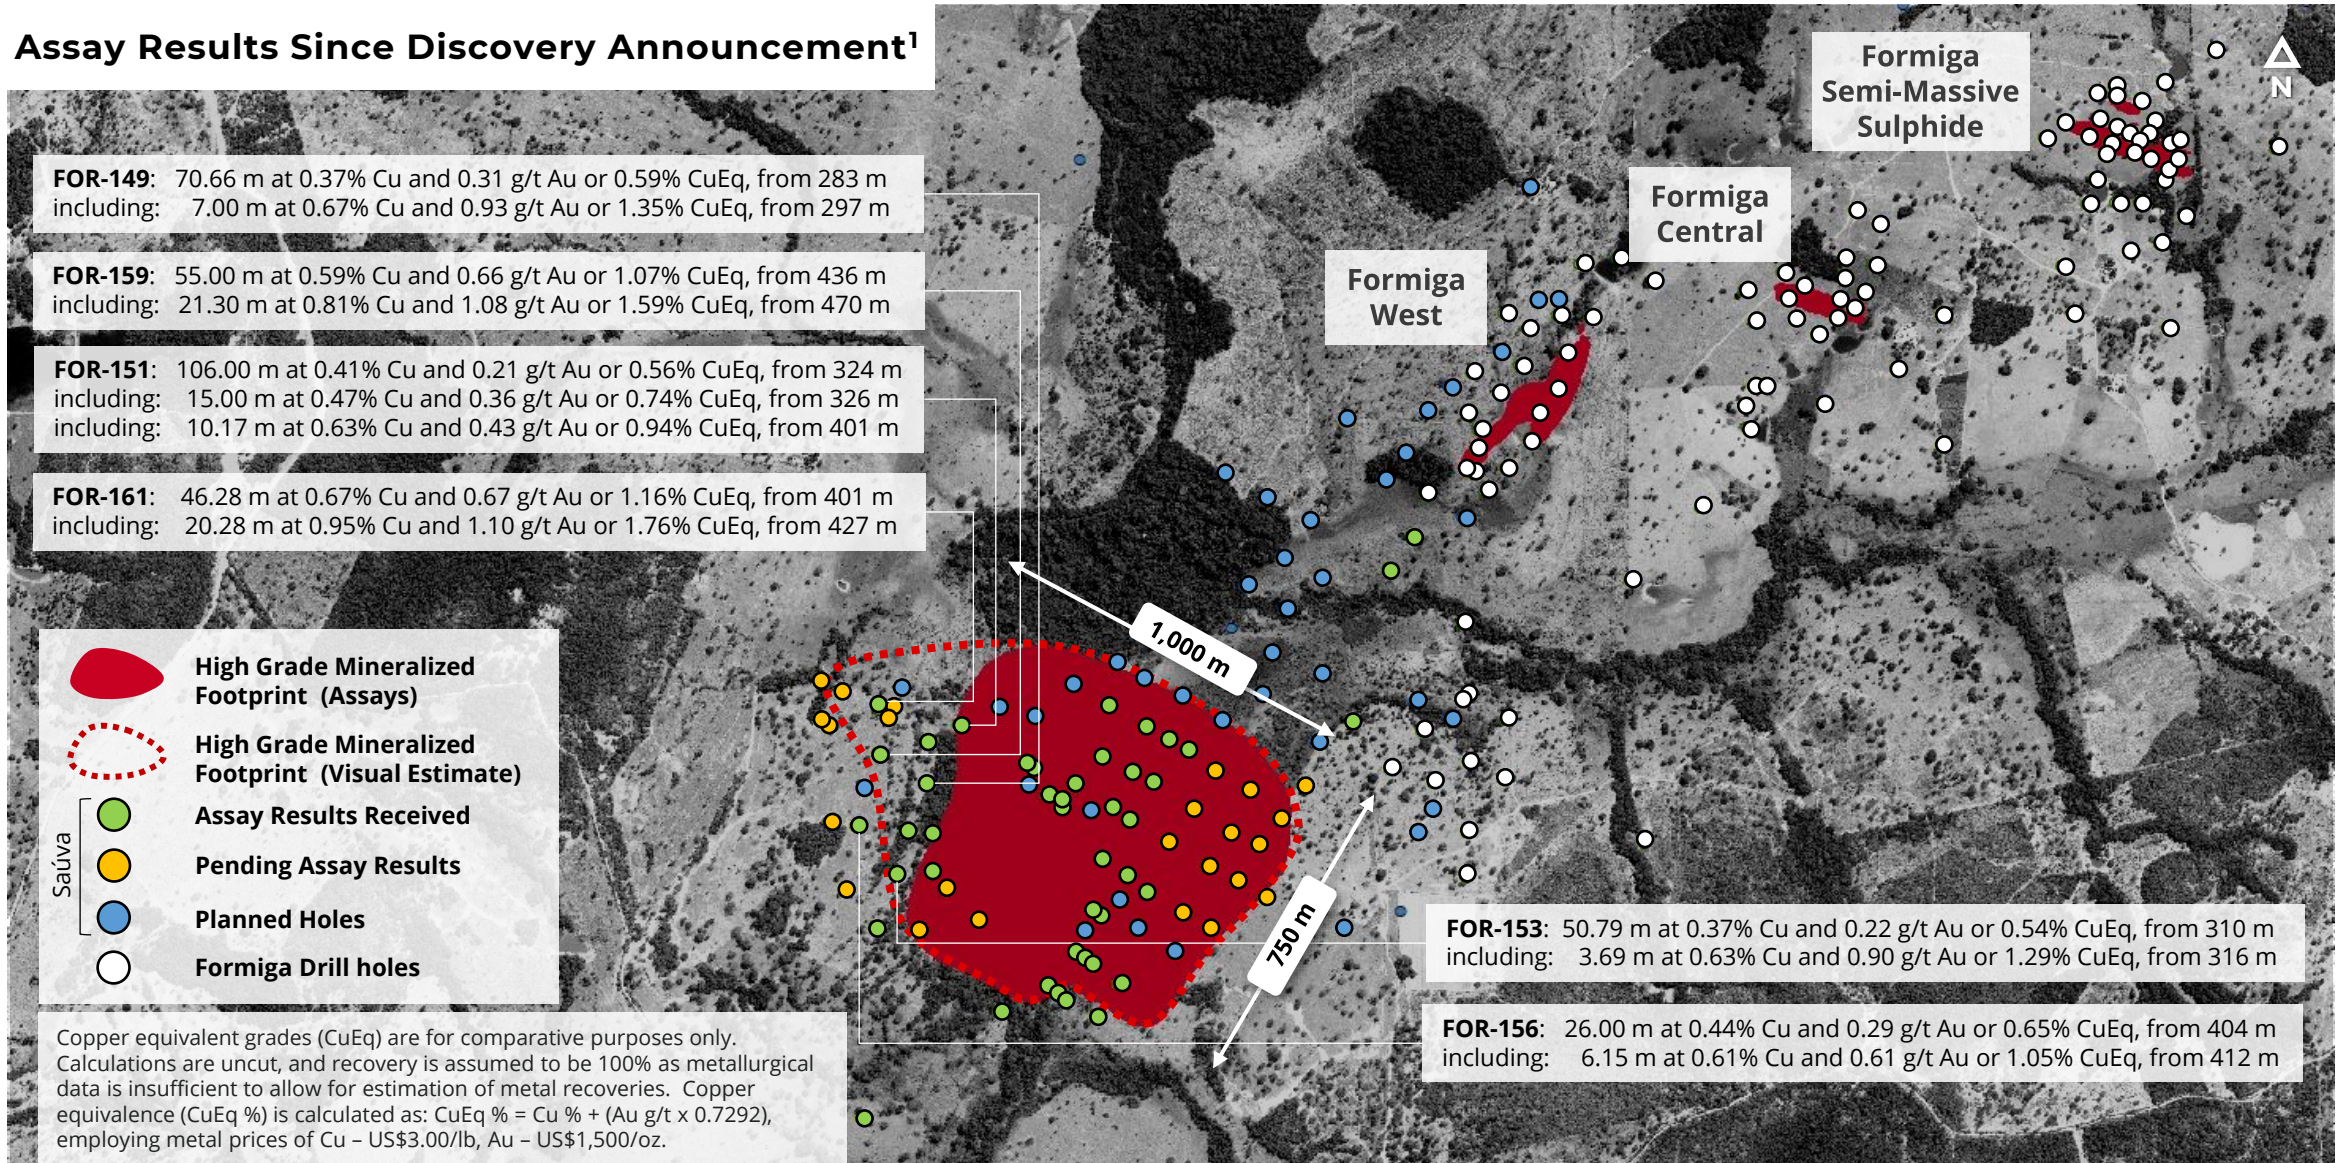 Assay Results Since Discovery Announcement¹
FOR-149: 70.66 m at 0.37% Cu and 0.31 g/t Au or 0.59% CuEq, from 283 m
including: 7.00 m at 0.67% Cu and 0.93 g/t Au or 1.35% CuEq, from 297 m
FOR-159: 55.00 m at 0.59% Cu and 0.66 g/t Au or 1.07% CuEq, from 436 m
including: 21.30 m at 0.81% Cu and 1.08 g/t Au or 1.59% CuEq, from 470 m
FOR-151: 106.00 m at 0.41% Cu and 0.21 g/t Au or 0.56% CuEq, from 324 m
including: 15.00 m at 0.47% Cu and 0.36 g/t Au or 0.74% CuEq, from 326 m
including: 10.17 m at 0.63% Cu and 0.43 g/t Au or 0.94% CuEq, from 401 m
FOR-161: 46.28 m at 0.67% Cu and 0.67 g/t Au or 1.16% CuEq, from 401 m
including: 20.28 m at 0.95% Cu and 1.10 g/t Au or 1.76% CuEq, from 427 m
Formiga
Semi-Massive
Sulphide
N
Formiga
Central
Formiga
West
1,000 m
750 m
High Grade Mineralized
Footprint (Assays)
High Grade Mineralized
Footprint (Visual Estimate)
Saúva
Assay Results Received
Pending Assay Results
Planned Holes
Formiga Drill holes
FOR-153: 50.79 m at 0.37% Cu and 0.22 g/t Au or 0.54% CuEq, from 310 m
including: 3.69 m at 0.63% Cu and 0.90 g/t Au or 1.29% CuEq, from 316 m
FOR-156: 26.00 m at 0.44% Cu and 0.29 g/t Au or 0.65% CuEq, from 404 m
including: 6.15 m at 0.61% Cu and 0.61 g/t Au or 1.05% CuEq, from 412 m
Copper equivalent grades (CuEq) are for comparative purposes only.
Calculations are uncut, and recovery is assumed to be 100% as metallurgical
data is insufficient to allow for estimation of metal recoveries. Copper
equivalence (CuEq %) is calculated as: CuEq % = Cu % + (Au g/t x 0.7292),
employing metal prices of Cu – US$3.00/lb, Au – US$1,500/oz.